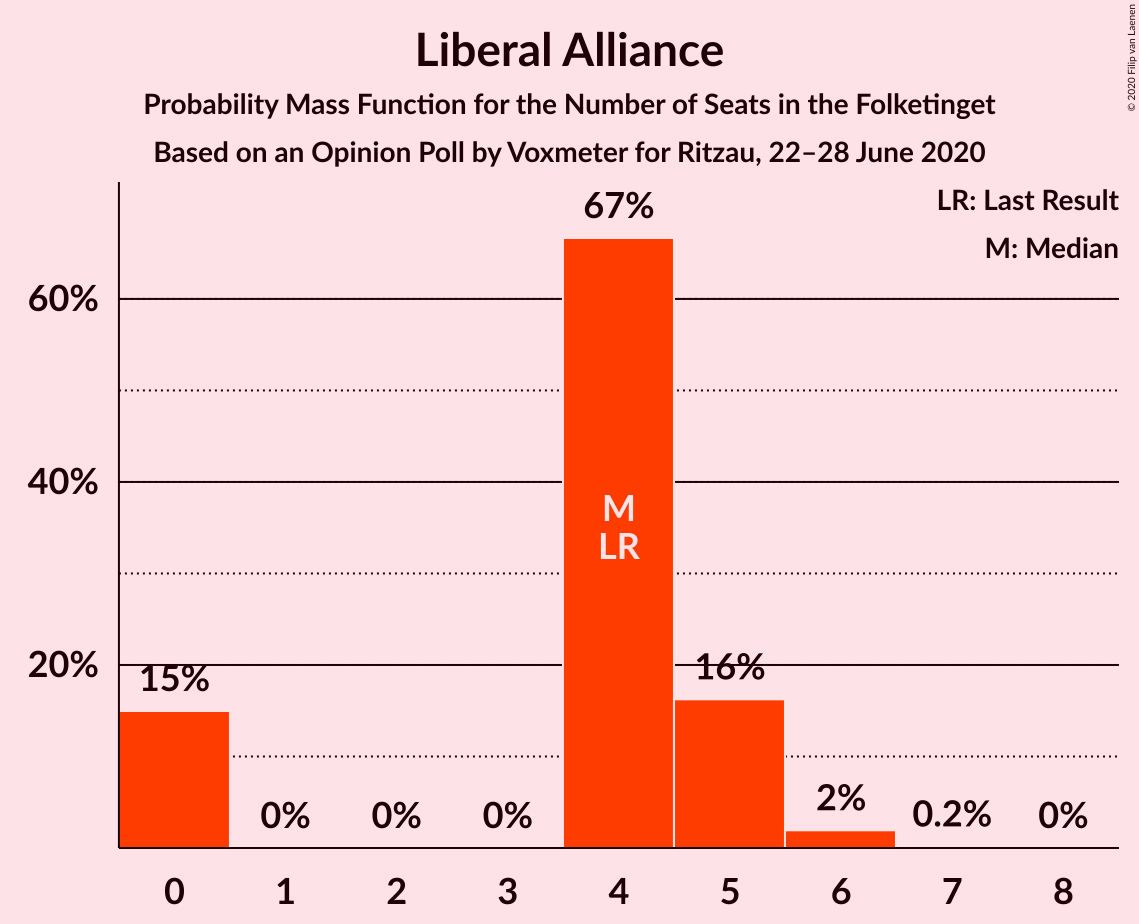 © 2020 Filip van Laenen
Liberal Alliance
Probability Mass Function for the Number of Seats in the Folketinget
Based on an Opinion Poll by Voxmeter for Ritzau, 22–28 June 2020
LR: Last Result
M: Median
67%
60%
40%
M
LR
20%
15%
16%
0%
0%
0%
2%
0.2%
0%
0 1 2 3 4 5 6 7 8